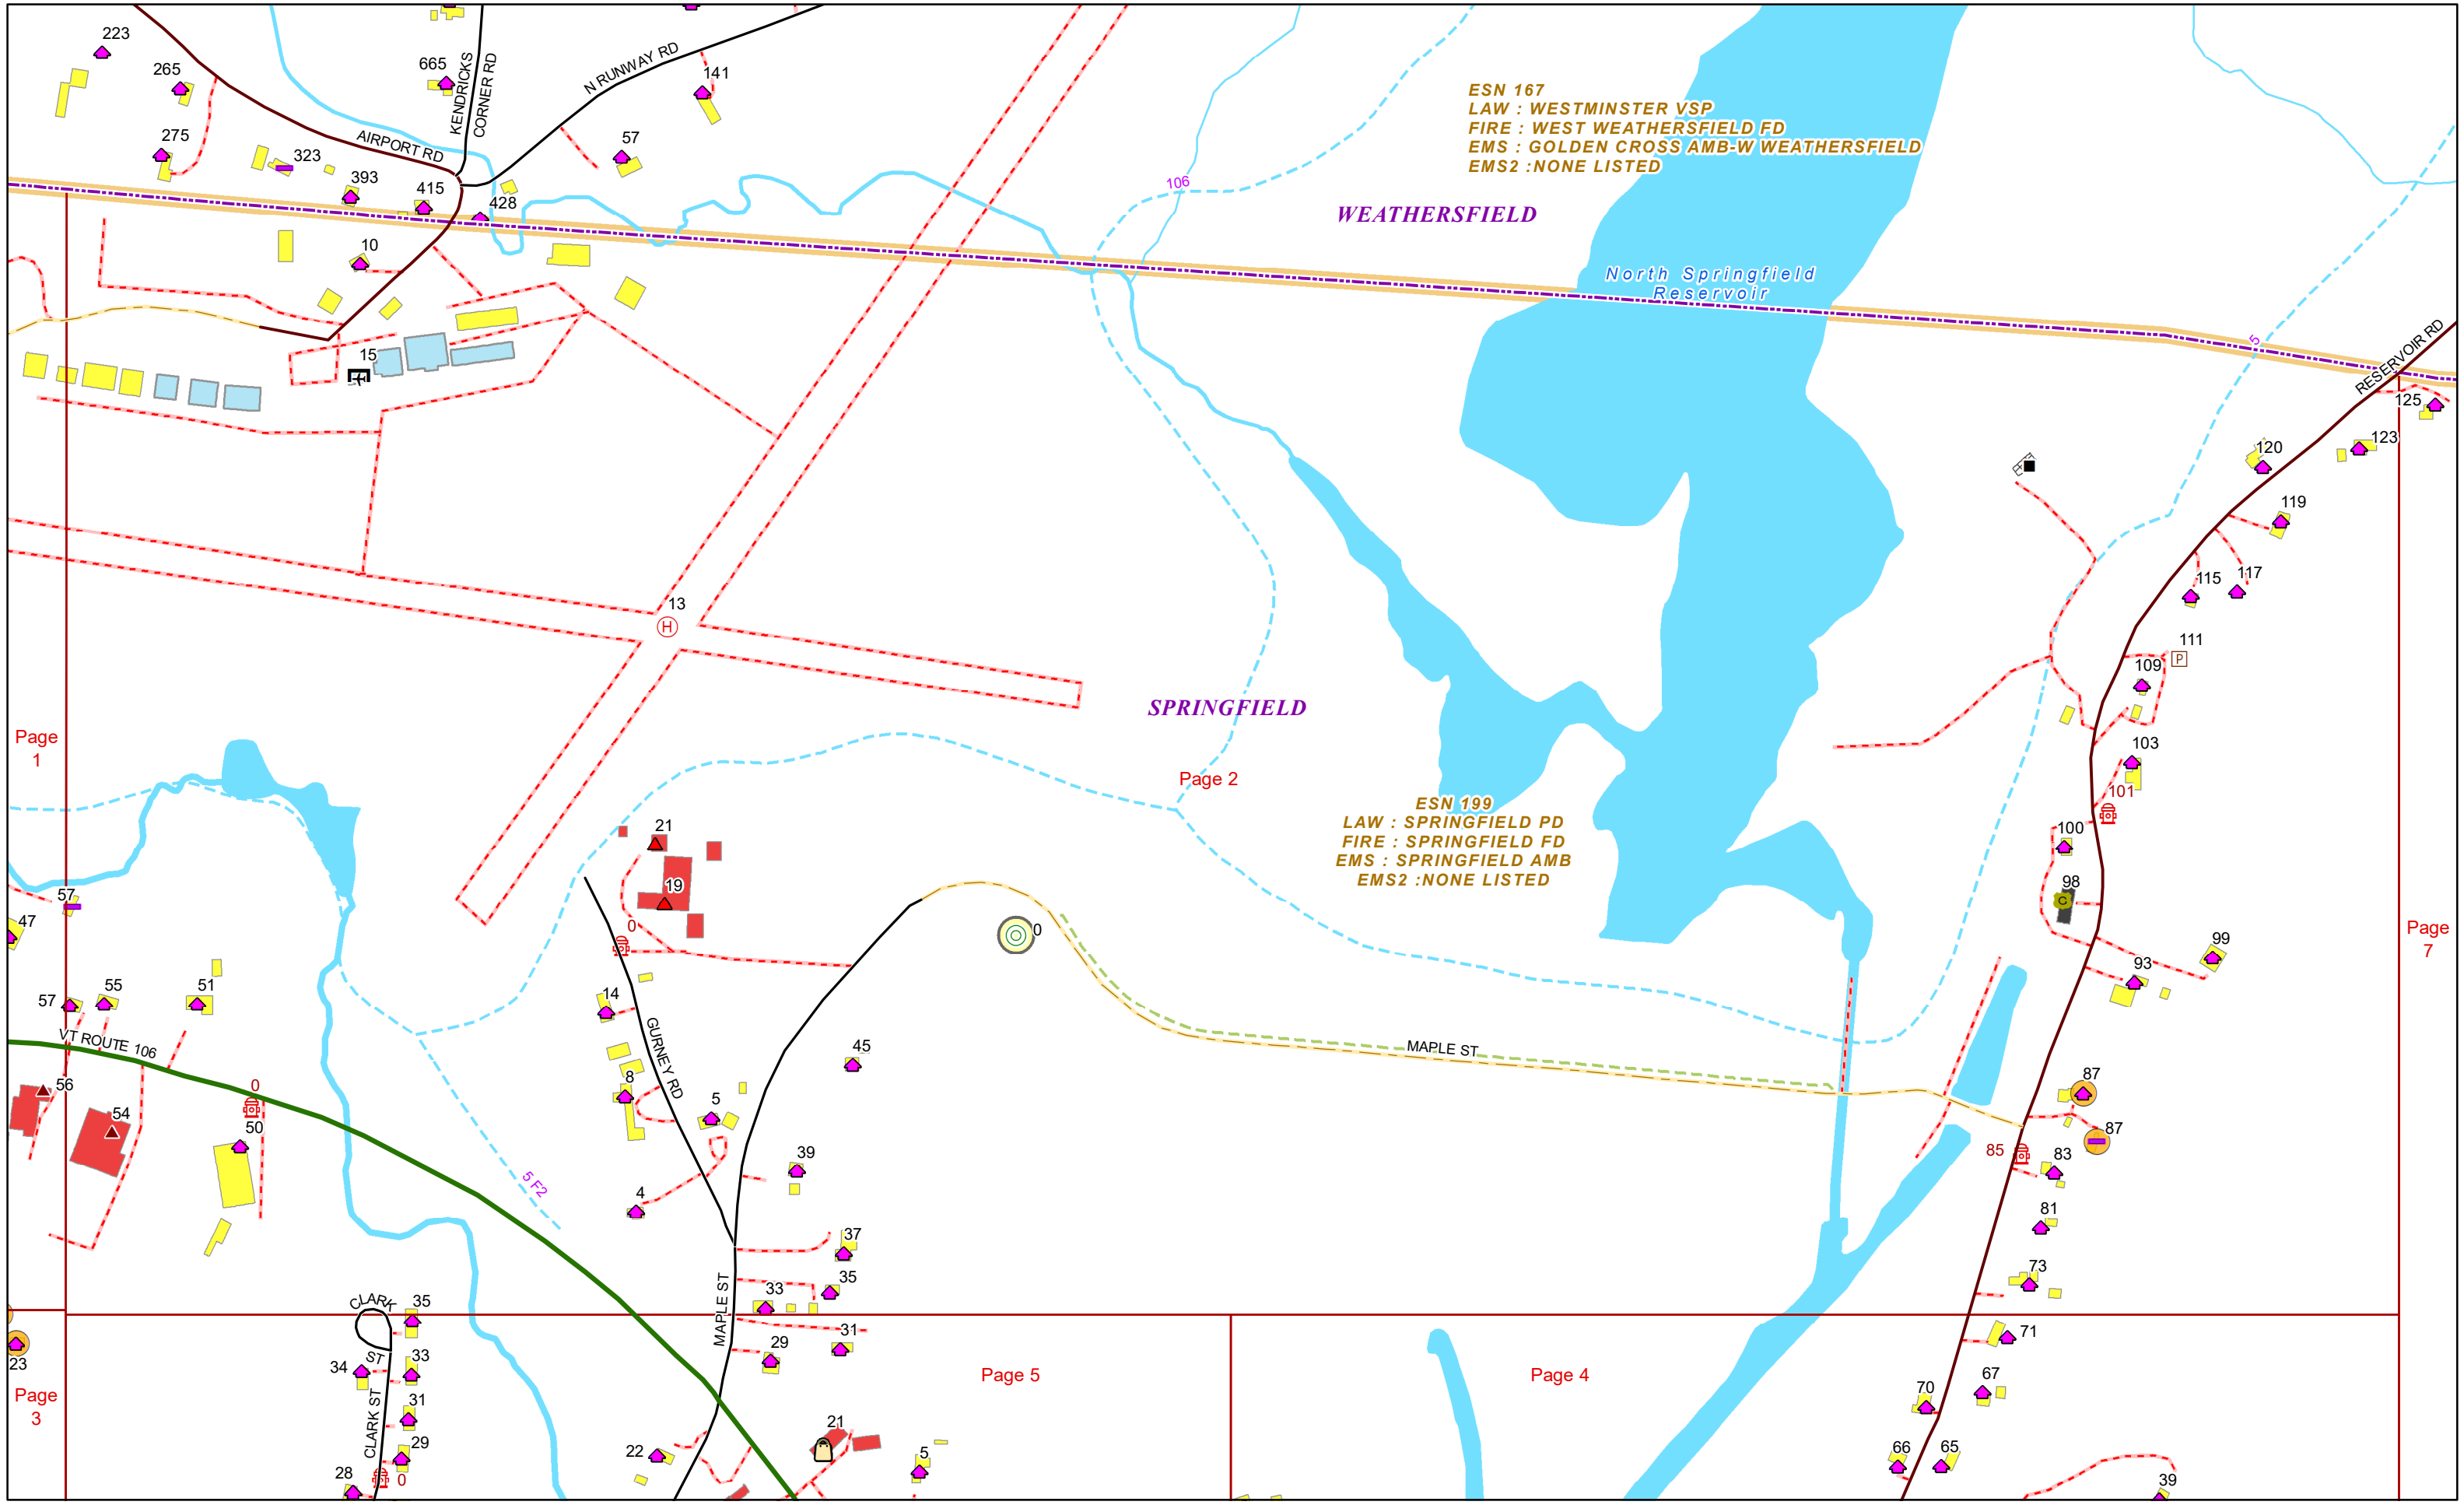 223
265
665
KENDRICKS
CORNER RD
N RUNWAY RD
141
275
AIRPORT RD
323
57
393
415
428
10
15
ESN 167
LAW : WESTMINSTER VSP
FIRE : WEST WEATHERSFIELD FD
EMS : GOLDEN CROSS AMB-W WEATHERSFIELD
EMS2 :NONE LISTED
106
WEATHERSFIELD
North Springfield
Reservoir
5
RESERVOIR RD
125
123
120
119
115
117
111
P
109
103
101
100
98
C
99
93
13
H
SPRINGFIELD
Page
1
Page 2
ESN 199
LAW : SPRINGFIELD PD
FIRE : SPRINGFIELD FD
EMS : SPRINGFIELD AMB
EMS2 :NONE LISTED
Page
7
21
19
0
0
57
47
57
55
51
VT ROUTE 106
56
54
0
50
14
GURNEY RD
8
5
4
45
39
MAPLE ST
5 F2
87
87
85
83
81
73
37
35
33
MAPLE ST
31
29
CLARK
ST
35
34
33
31
CLARK ST
29
28
0
23
Page
3
22
21
5
Page 5
Page 4
71
67
70
66
65
39